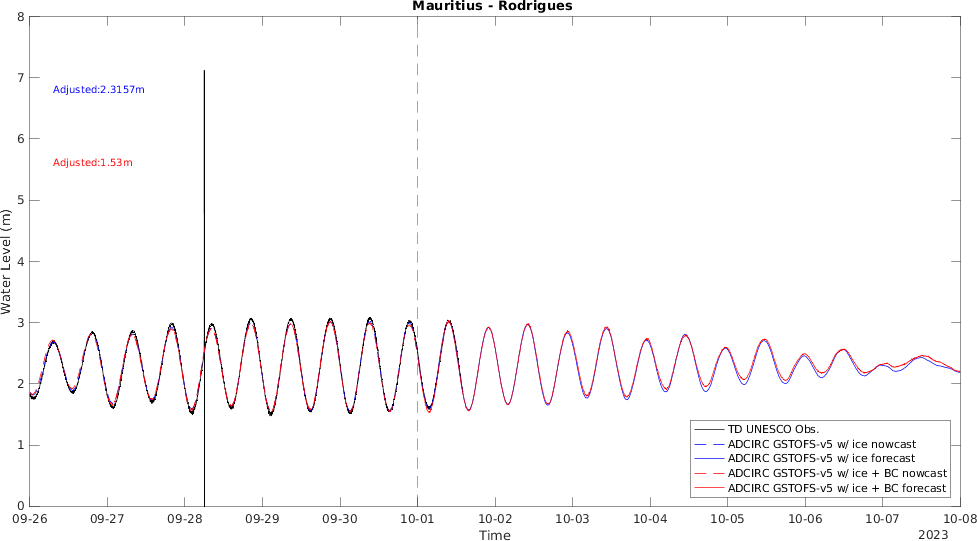 Mauritius - Rodrigues
8
7
6
5
4
3
2
1
0
Water Level (m)
Adjusted:2.3157m
Adjusted:1.53m
TD UNESCO Obs.
ADCIRC GSTOFS-v5 w/ ice nowcast
ADCIRC GSTOFS-v5 w/ ice forecast
ADCIRC GSTOFS-v5 w/ ice + BC nowcast
ADCIRC GSTOFS-v5 w/ ice + BC forecast
09-26 09-27 09-28 09-29 09-30 10-01 10-02 10-03 10-04 10-05 10-06 10-07 10-08
Time
2023